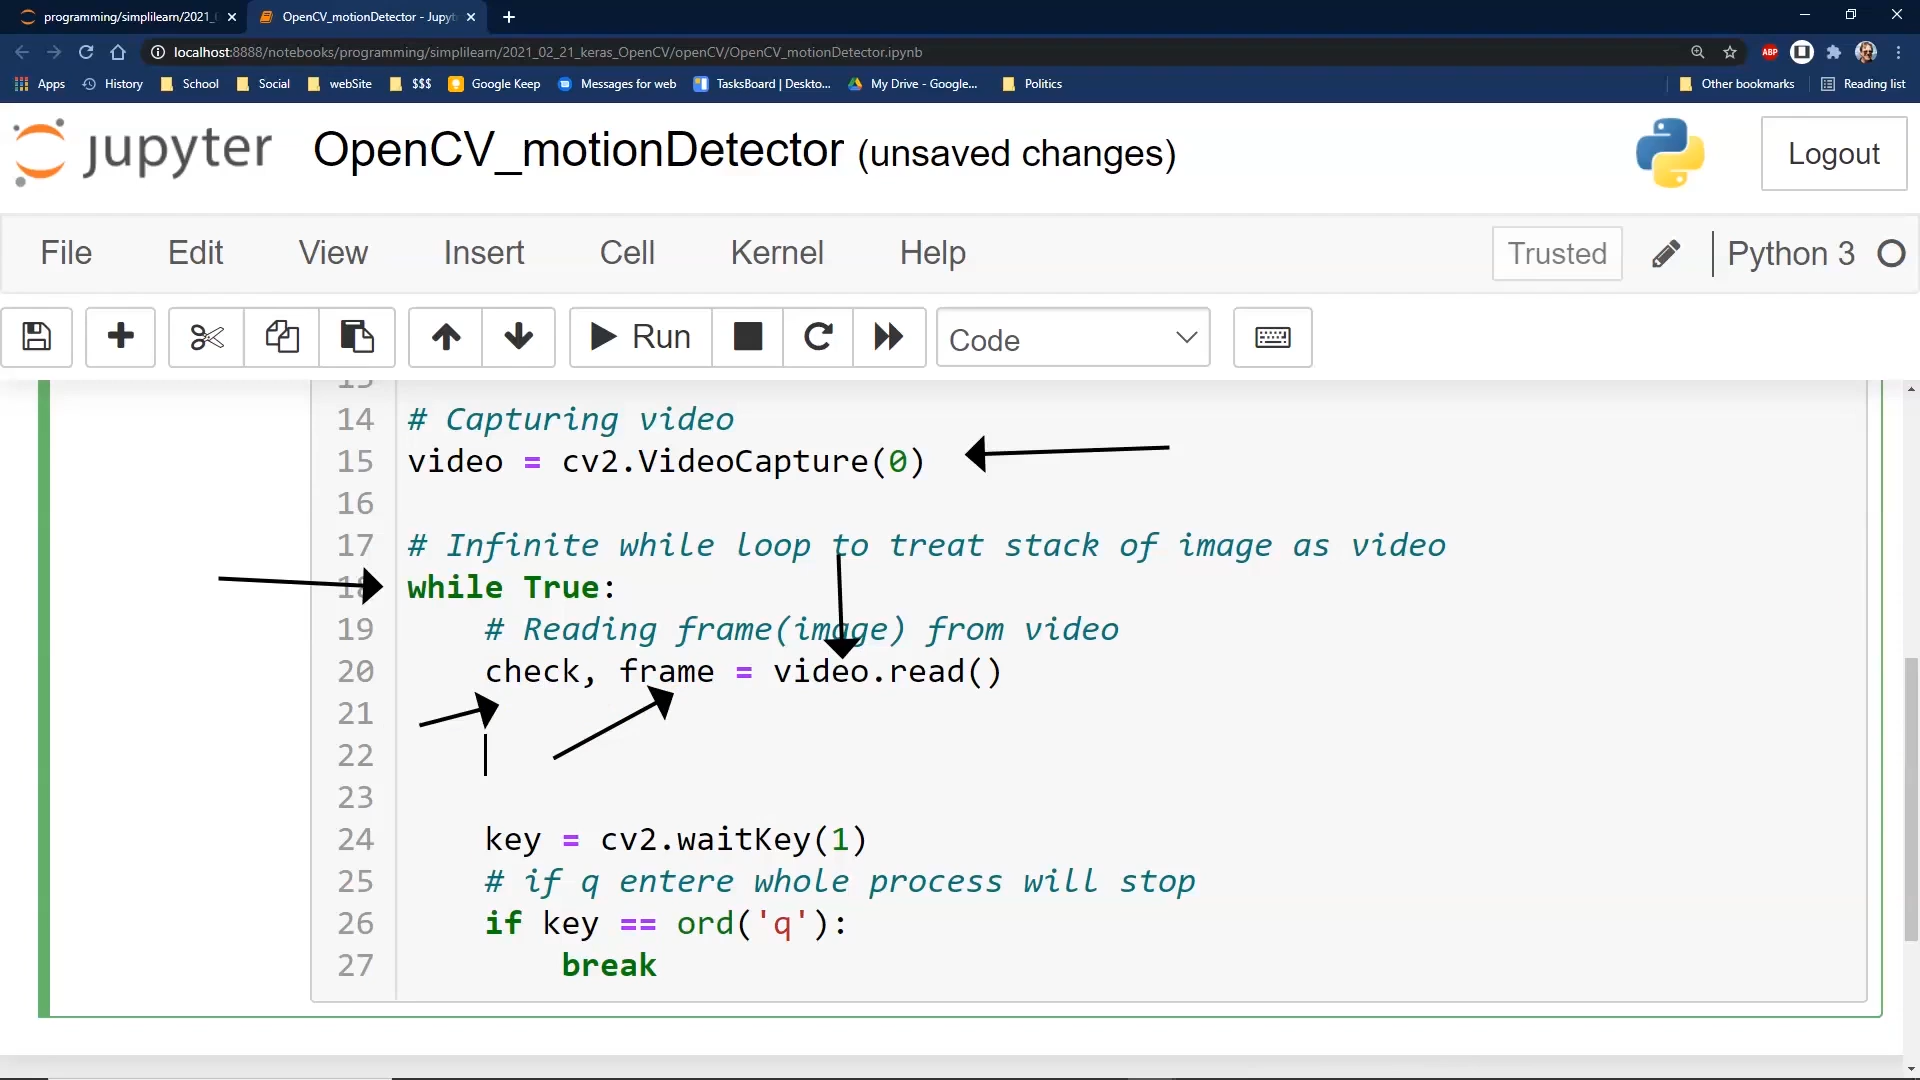 programming/simplilearn/2021_
OpenCV_motionDetector - Jupyt
localhost:8888/notebooks/programming/simplilearn/2021_02_21_keras_OpenCV/openCV/OpenCV_motionDetector.ipynb
ABP
Apps History School Social webSite $$$ Google Keep Messages for web TasksBoard | Deskto... My Drive - Google... Politics Other bookmarks Reading list
jupyter OpenCV_motionDetector (unsaved changes) Logout
File Edit View Insert Cell Kernel Help Trusted Python 3
Run Code
14 # Capturing video
15 video = cv2.VideoCapture(0)
16
17 # Infinite while loop to treat stack of image as video
18 while True:
19 # Reading frame(image) from video
20 check, frame = video.read()
21
22
23
24 key = cv2.waitKey(1)
25 # if q entere whole process will stop
26 if key == ord('q'):
27 break